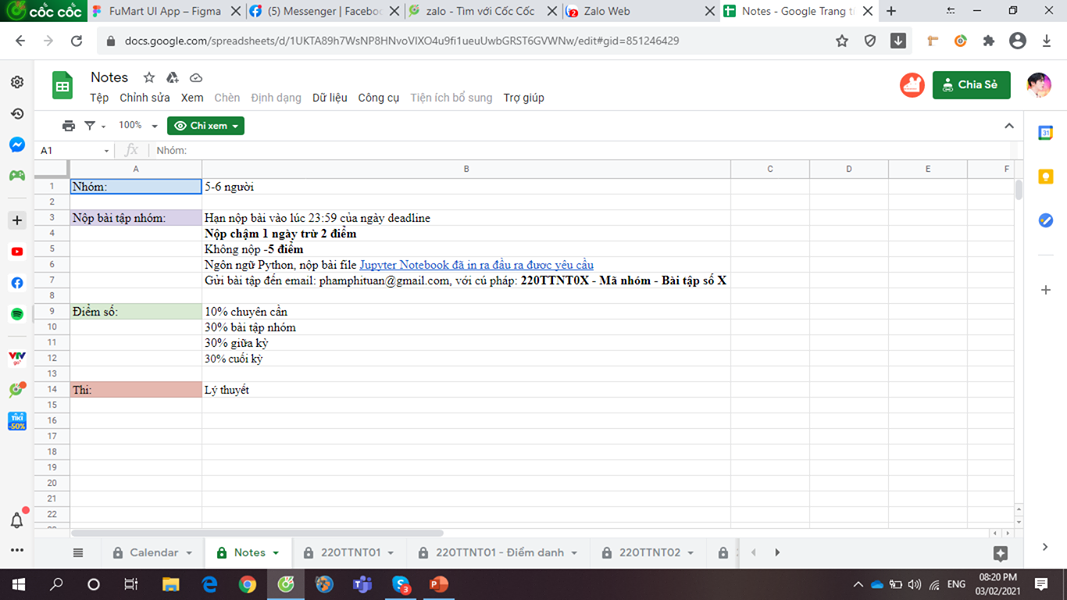 cốc cốc
FuMart UI App – Figma
(5) Messenger | Facebo
zalo - Tìm với Cốc Cốc
Zalo Web
Notes - Google Trang t
docs.google.com/spreadsheets/d/1UKTA89h7WsNP8HNvoVIXO4u9fi1ueuUwbGRST6GVWNw/edit#gid=851246429
Notes
Tệp Chỉnh sửa Xem Chèn Định dạng Dữ liệu Công cụ Tiện ích bổ sung Trợ giúp
Chia Sẻ
100% Chỉ xem
A1 fx Nhóm:
A B C D E F
1 Nhóm: 5-6 người
2
3 Nộp bài tập nhóm: Hạn nộp bài vào lúc 23:59 của ngày deadline
4 Nộp chậm 1 ngày trừ 2 điểm
5 Không nộp -5 điểm
6 Ngôn ngữ Python, nộp bài file Jupyter Notebook đã in ra đầu ra được yêu cầu
7 Gửi bài tập đến email: phamphituan@gmail.com, với cú pháp: 220TTNT0X - Mã nhóm - Bài tập số X
8
9 Điểm số: 10% chuyên cần
10 30% bài tập nhóm
11 30% giữa kỳ
12 30% cuối kỳ
13
14 Thi: Lý thuyết
15
16
17
18
19
20
21
22
Calendar Notes 220TTNT01 220TTNT01 - Điểm danh 220TTNT02
ENG
08:20 PM
03/02/2021